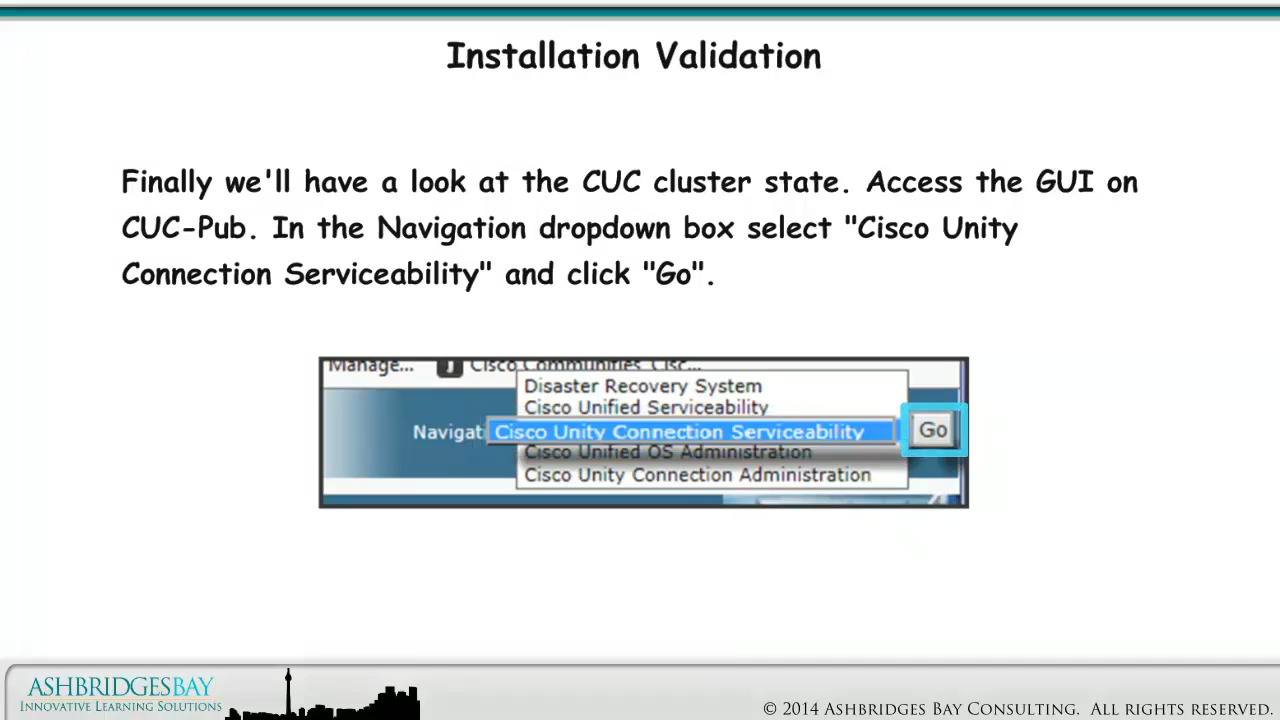 Installation Validation
Finally we'll have a look at the CUC cluster state. Access the GUI on
CUC-Pub. In the Navigation dropdown box select "Cisco Unity
Connection Serviceability" and click "Go".
Manage... Cisco Communities, Cisc...
Disaster Recovery System
Cisco Unified Serviceability
Navigat Cisco Unity Connection Serviceability Go
Cisco Unified OS Administration
Cisco Unity Connection Administration
ASHBRIDGESBAY
INNOVATIVE LEARNING SOLUTIONS
© 2014 ASHBRIDGES BAY CONSULTING. ALL RIGHTS RESERVED.